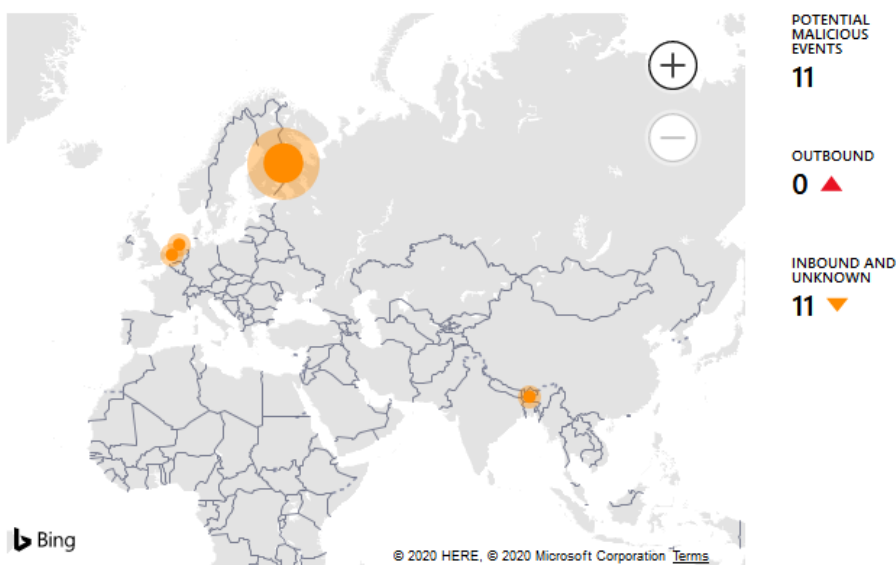 POTENTIAL
MALICIOUS
EVENTS
11
OUTBOUND
0
INBOUND AND
UNKNOWN
11
Bing
© 2020 HERE, © 2020 Microsoft Corporation Terms